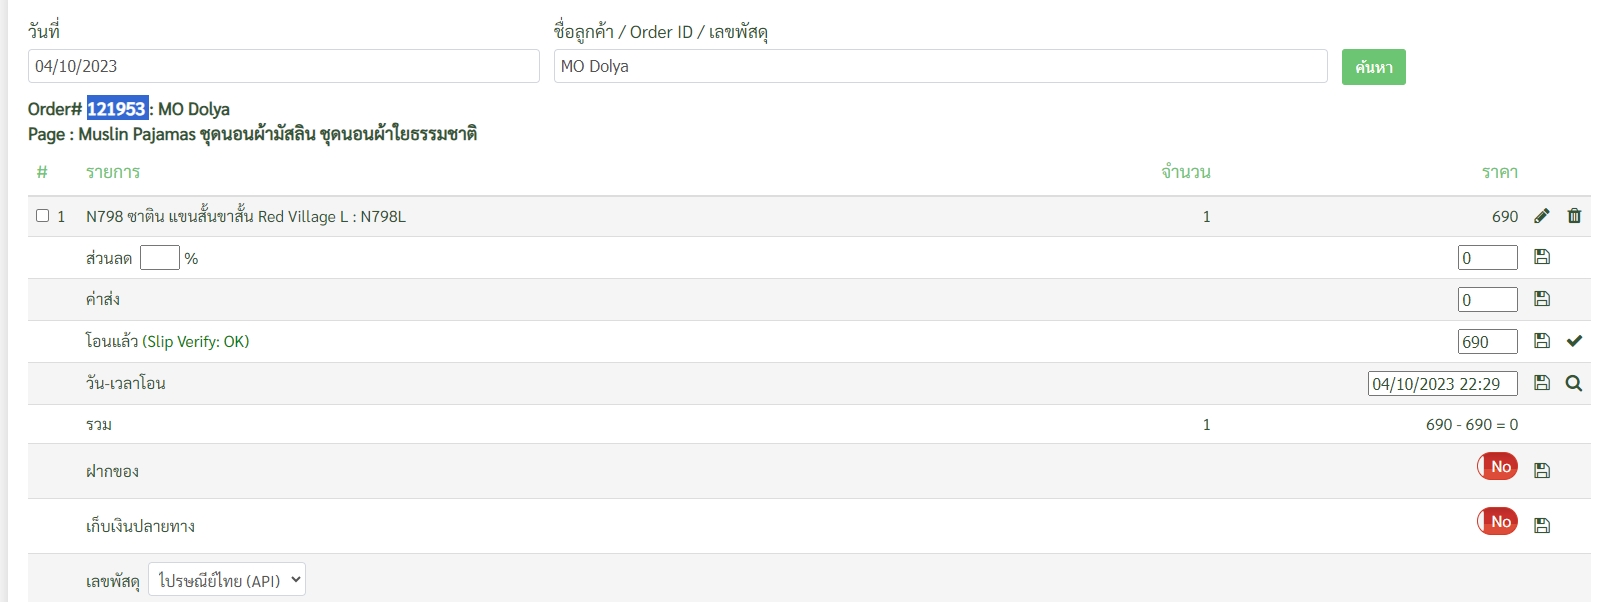 วันที่ ชื่อลูกค้า / Order ID / เลขพัสดุ
04/10/2023 MO Dolya ค้นหา
Order# 121953 : MO Dolya
Page : Muslin Pajamas ชุดนอนผ้ามัสลิน ชุดนอนผ้าใยธรรมชาติ
# รายการ จำนวน ราคา
1 N798 ซาติน แขนสั้นขาสั้น Red Village L : N798L 1 690
ส่วนลด % 0
ค่าส่ง 0
โอนแล้ว (Slip Verify: OK) 690
วัน-เวลาโอน 04/10/2023 22:29
รวม 1 690 - 690 = 0
ฝากของ No
เก็บเงินปลายทาง No
เลขพัสดุ ไปรษณีย์ไทย (API)